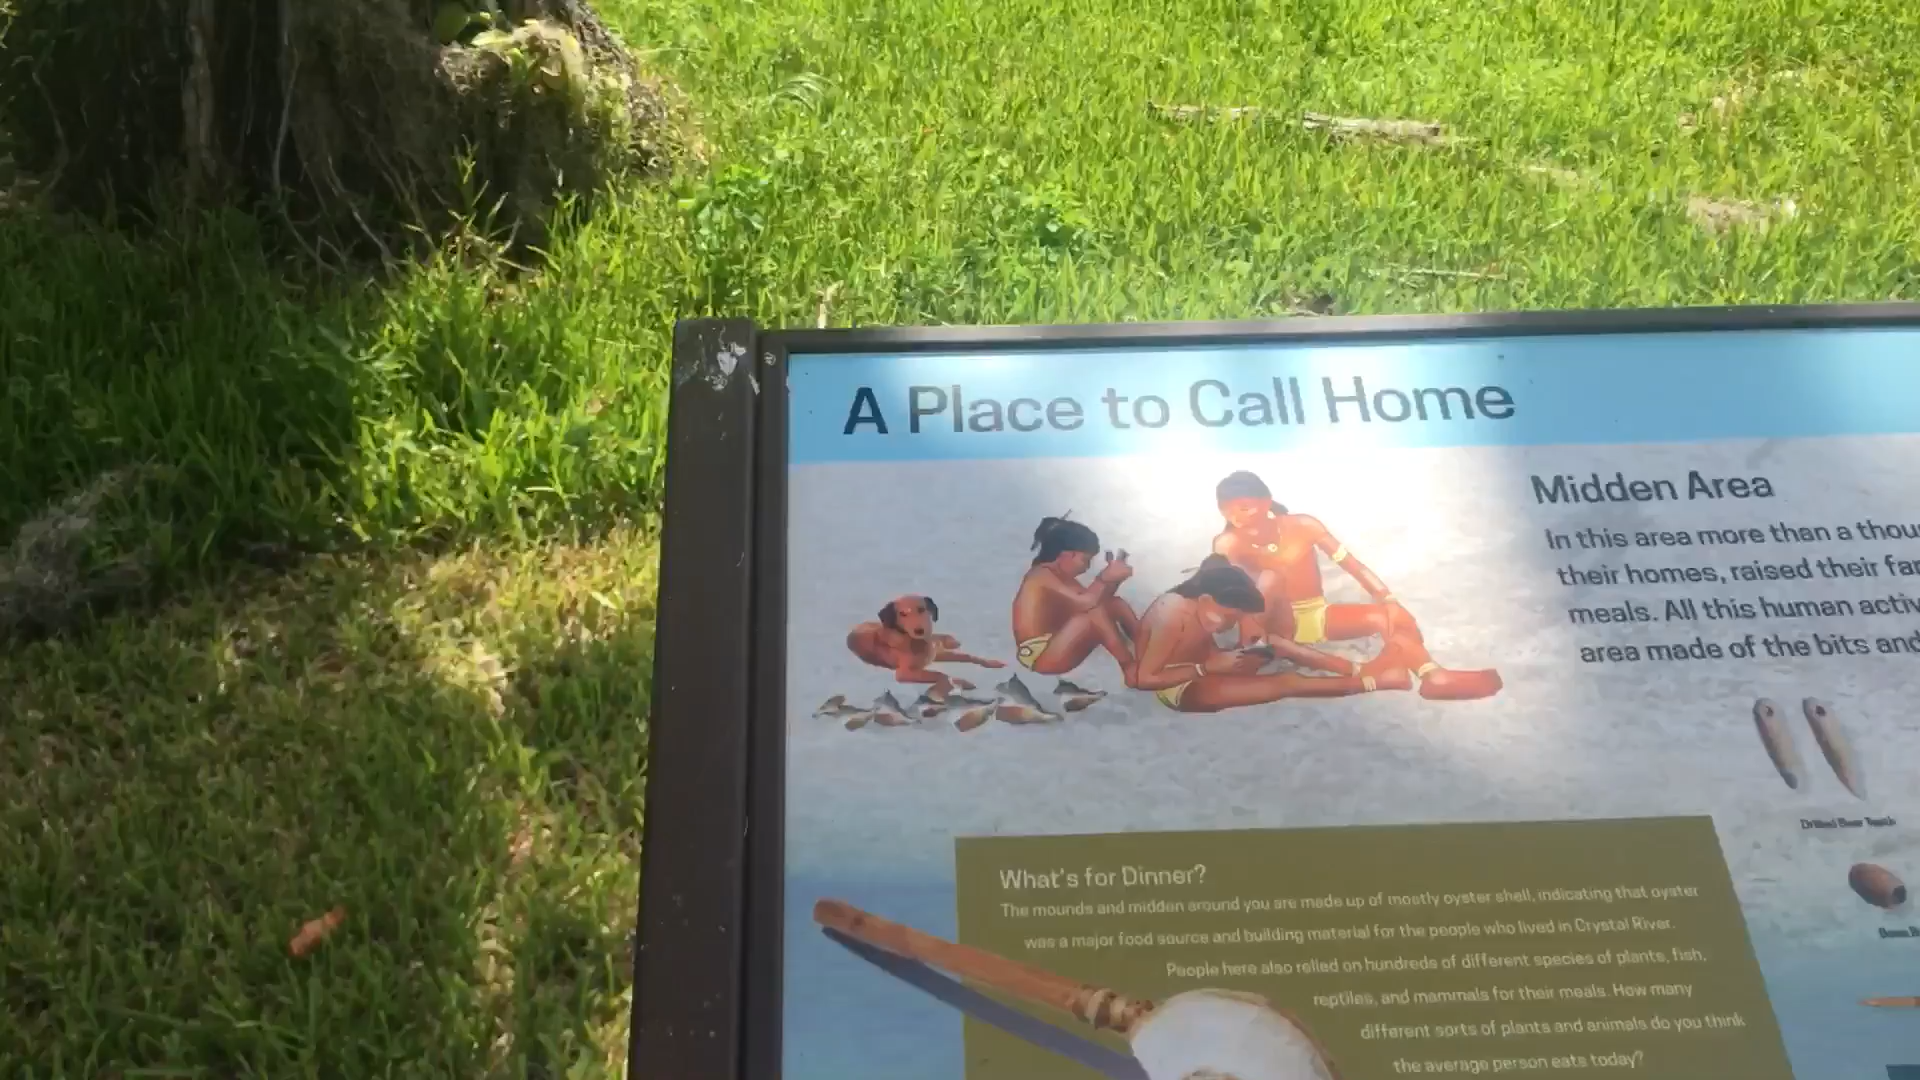 A Place to Call Home
Midden Area
In this area more than a thou
their homes, raised their fa
meals. All this human activ
area made of the bits and
Drilled Bear Teeth
What's for Dinner?
The mounds and midden around you are made up of mostly oyster shell, indicating that oyster
was a major food source and building material for the people who lived in Crystal River.
People here also relied on hundreds of different species of plants, fish,
reptiles, and mammals for their meals. How many
different sorts of plants and animals do you think
the average person eats today?